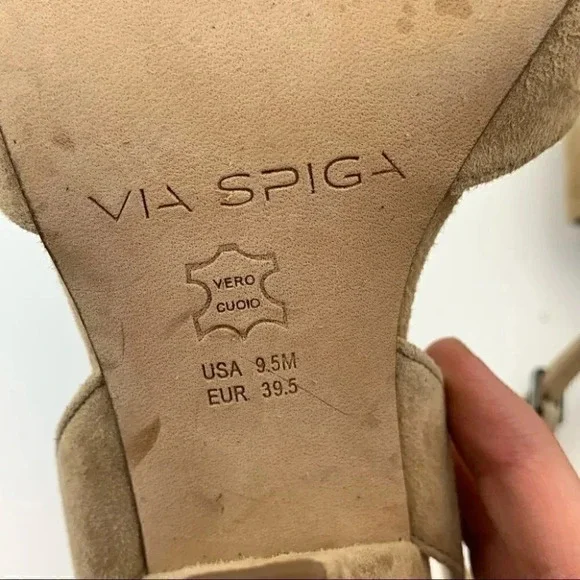 VIA SPIGA
VERO
CUOIO
USA 9.5M
EUR 39.5